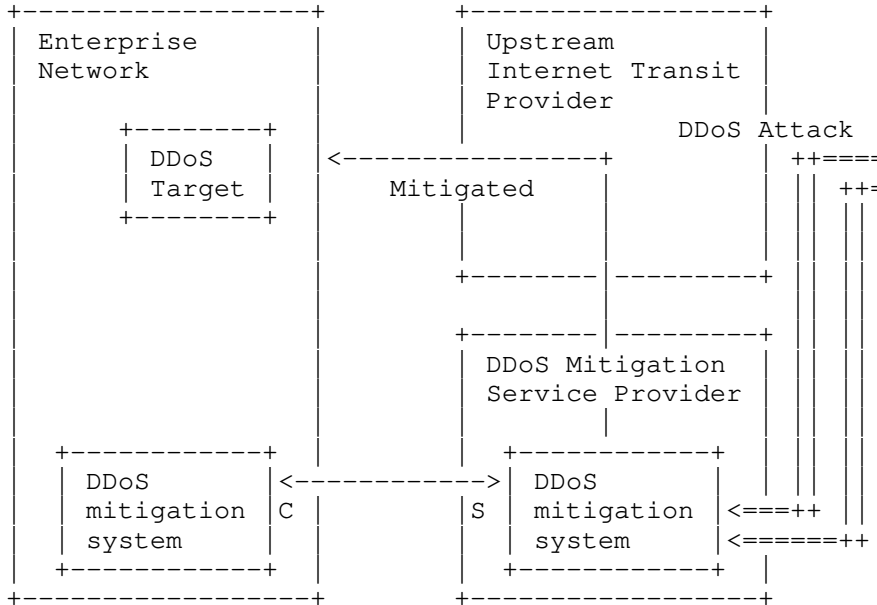 Enterprise
Network
Upstream
Internet Transit
Provider
DDoS Attack
DDoS
Target
Mitigated
DDoS Mitigation
Service Provider
DDoS
mitigation
system
C
S
DDoS
mitigation
system